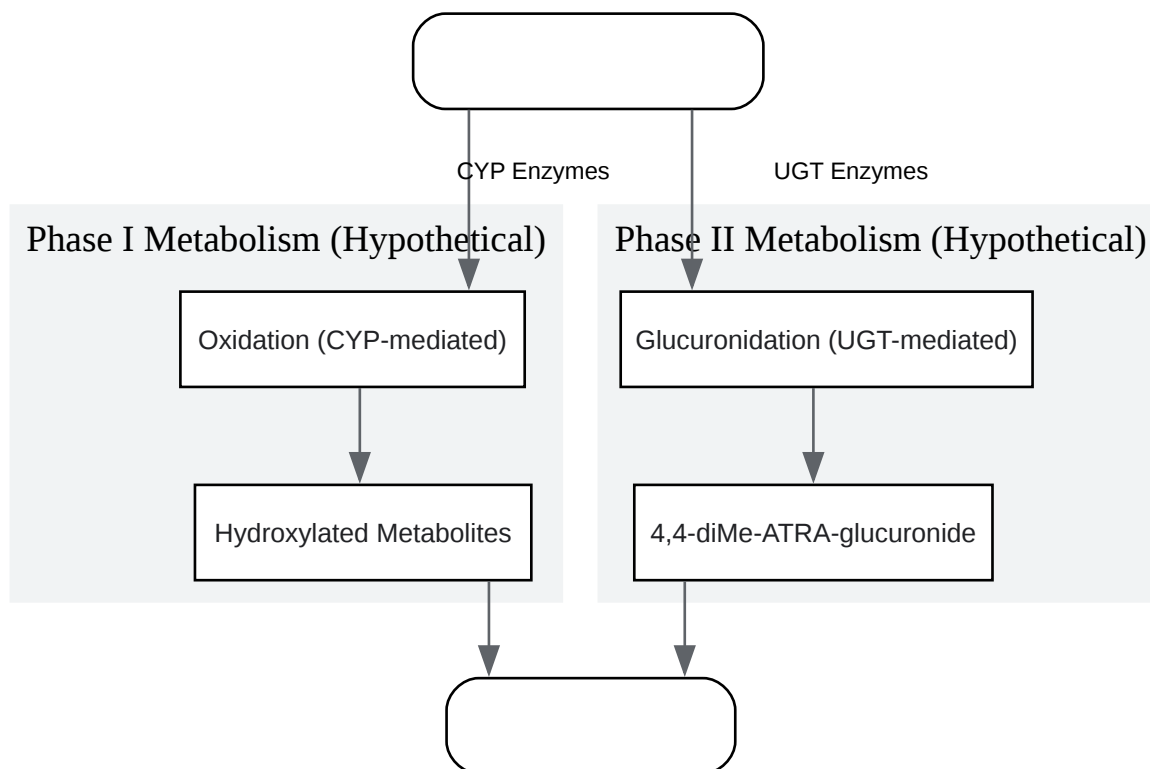 CYP Enzymes
UGT Enzymes
Phase I Metabolism (Hypothetical)
Phase II Metabolism (Hypothetical)
Oxidation (CYP-mediated)
Glucuronidation (UGT-mediated)
Hydroxylated Metabolites
4,4-diMe-ATRA-glucuronide